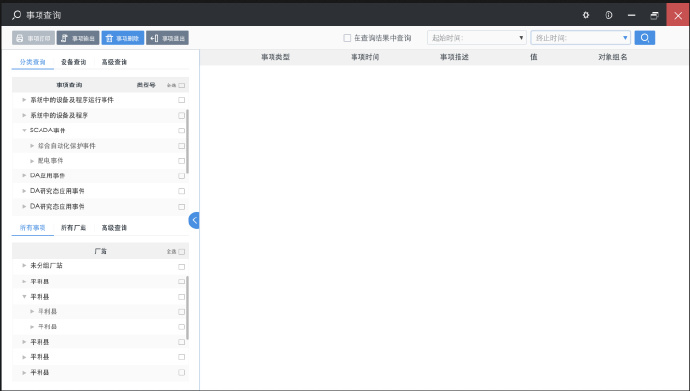 事项查询
事项打印 事项输出 事项删除 事项退出
在查询结果中查询 起始时间: 终止时间:
分类查询 设备查询 高级查询
事项类型 事项时间 事项描述 值 对象组名
事项查询 类型号 全选
系统中的设备及程序运行事件
系统中的设备及程序
SCADA事件
综合自动化保护事件
配电事件
DA应用事件
DA研究态应用事件
DA研究态应用事件
所有事项 所有厂站 高级查询
厂站 全选
未分组厂站
平利县
平利县
平利县
平利县
平利县
平利县
平利县